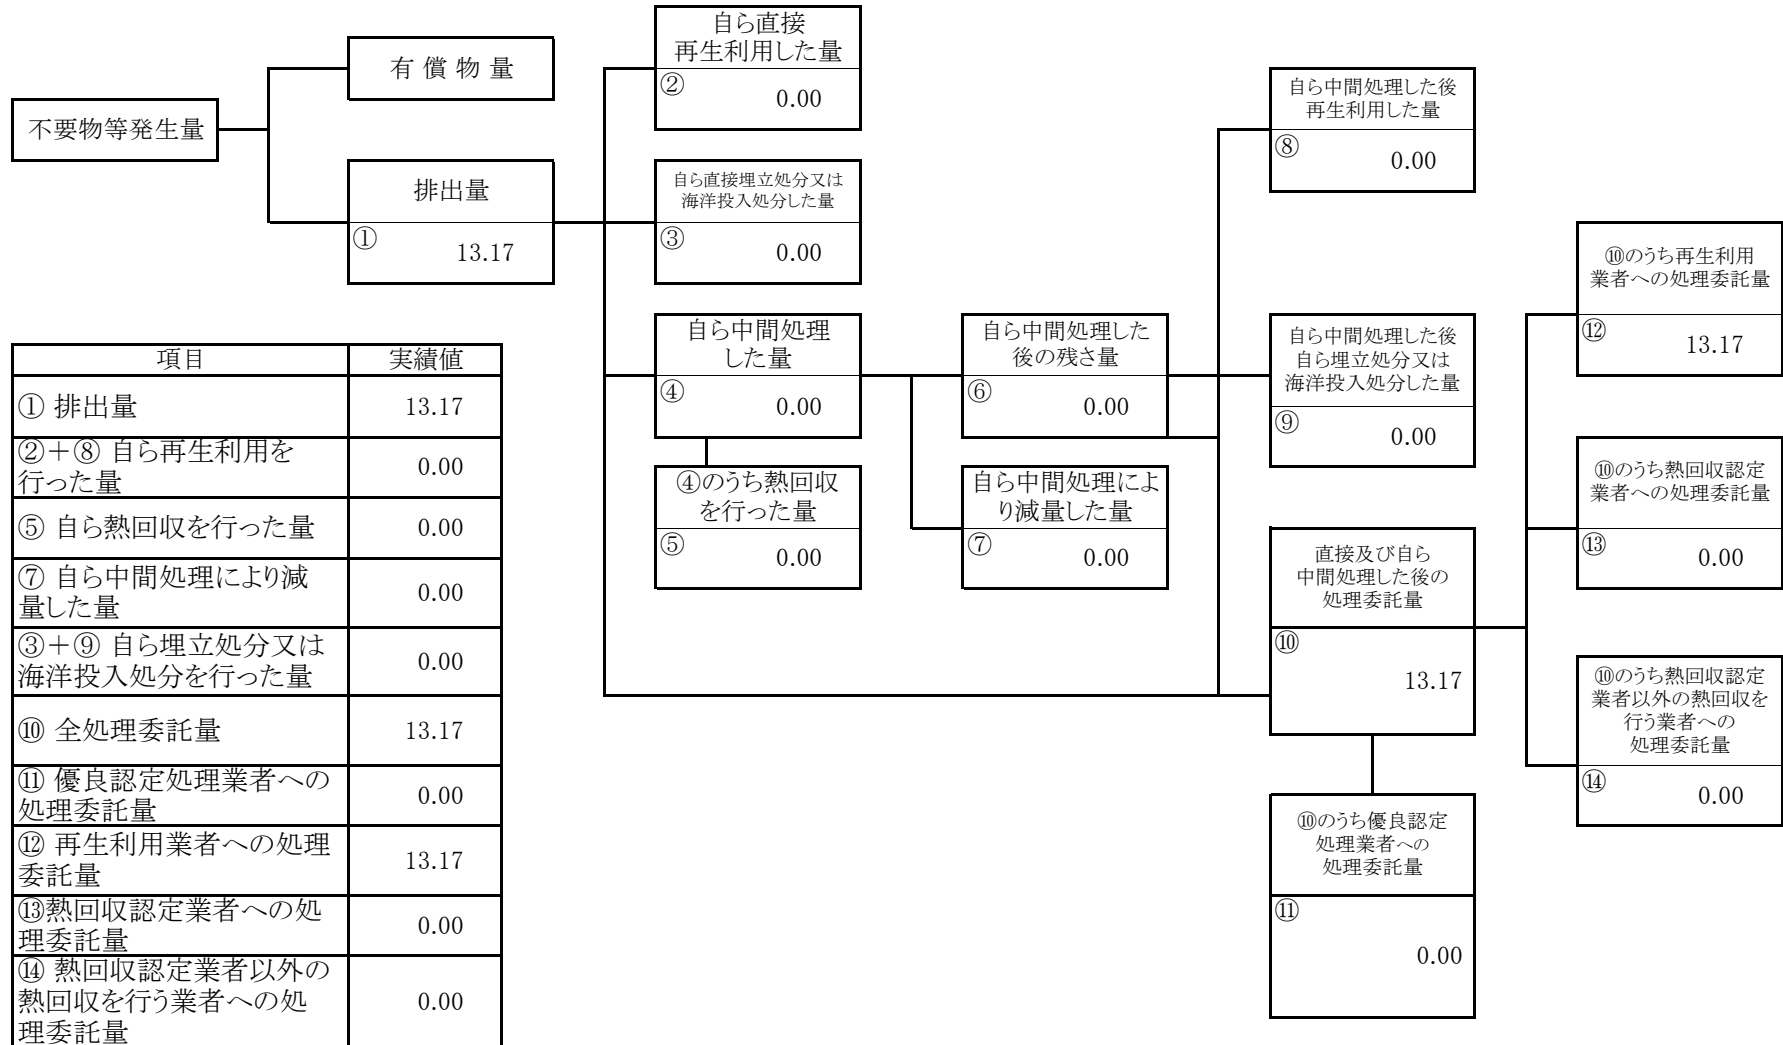 不要物等発生量
有 償 物 量
排出量
①
13.17
自ら直接
再生利用した量
②
0.00
自ら直接埋立処分又は
海洋投入処分した量
③
0.00
自ら中間処理
した量
④
0.00
④のうち熱回収
を行った量
⑤
0.00
自ら中間処理した
後の残さ量
⑥
0.00
自ら中間処理によ
り減量した量
⑦
0.00
自ら中間処理した後
再生利用した量
⑧
0.00
自ら中間処理した後
自ら埋立処分又は
海洋投入処分した量
⑨
0.00
直接及び自ら
中間処理した後の
処理委託量
⑩
13.17
⑩のうち優良認定
処理業者への
処理委託量
⑪
0.00
⑩のうち再生利用
業者への処理委託量
⑫
13.17
⑩のうち熱回収認定
業者への処理委託量
⑬
0.00
⑩のうち熱回収認定
業者以外の熱回収を
行う業者への
処理委託量
⑭
0.00
項目 実績値
① 排出量 13.17
②＋⑧ 自ら再生利用を
行った量 0.00
⑤ 自ら熱回収を行った量 0.00
⑦ 自ら中間処理により減
量した量 0.00
③＋⑨ 自ら埋立処分又は
海洋投入処分を行った量 0.00
⑩ 全処理委託量 13.17
⑪ 優良認定処理業者への
処理委託量 0.00
⑫ 再生利用業者への処理
委託量 13.17
⑬熱回収認定業者への処
理委託量 0.00
⑭ 熱回収認定業者以外の
熱回収を行う業者への処
理委託量 0.00